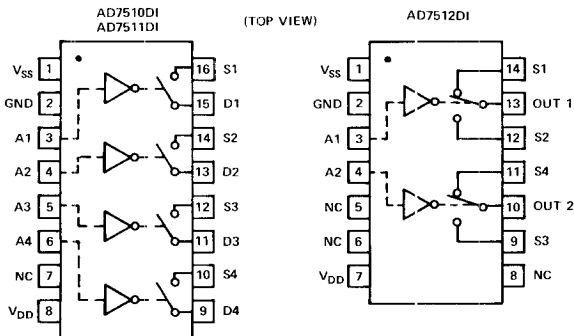 AD7510DI
AD7511DI
(TOP VIEW)
AD7512DI
VSS 1
GND 2
A1 3
A2 4
A3 5
A4 6
NC 7
VDD 8
16 S1
15 D1
14 S2
13 D2
12 S3
11 D3
10 S4
9 D4
VSS 1
GND 2
A1 3
A2 4
NC 5
NC 6
VDD 7
14 S1
13 OUT 1
12 S2
11 S4
10 OUT 2
9 S3
8 NC